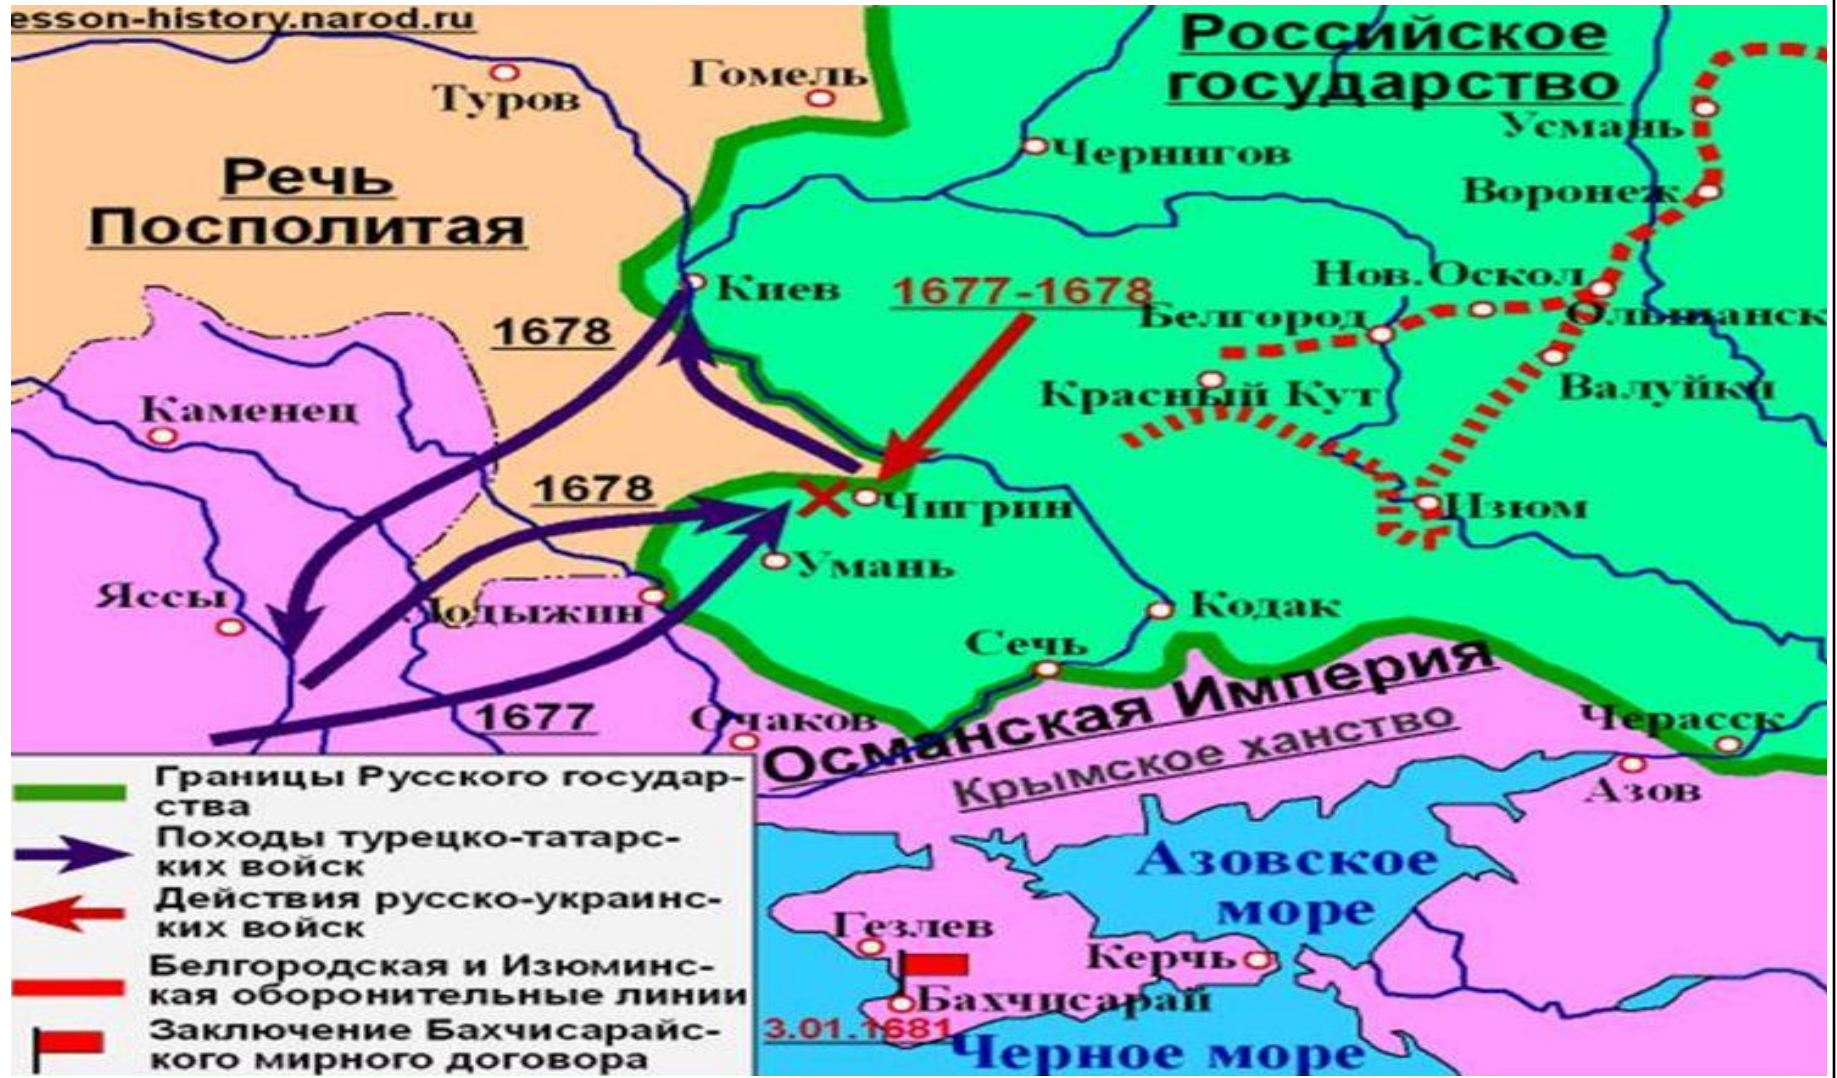 esson-history.narod.ru
Российское
государство
Гомель
Туров
Усмань
Чернигов
Речь
Посполитая
Воронеж
Киев
1677-1678
Нов.Оскол
Белгород
Ольшанск
1678
Красный Кут
Валуйки
Каменец
1678
Чигрин
Изюм
Умань
Яссы
Лодыжин
Кодак
Сечь
1677
Очаков
Османская Империя
Крымское ханство
Черасск
Азов
Границы Русского государ-
ства
Походы турецко-татарс-
ких войск
Действия русско-украинс-
ких войск
Белгородская и Изюминс-
кая оборонительные линии
Заключение Бахчисарайс-
кого мирного договора
Азовское
море
Гезлев
Керчь
Бахчисарай
3.01.1681
Черное море